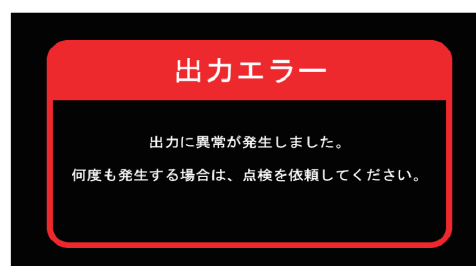 出力エラー
出力に異常が発生しました。
何度も発生する場合は、点検を依頼してください。